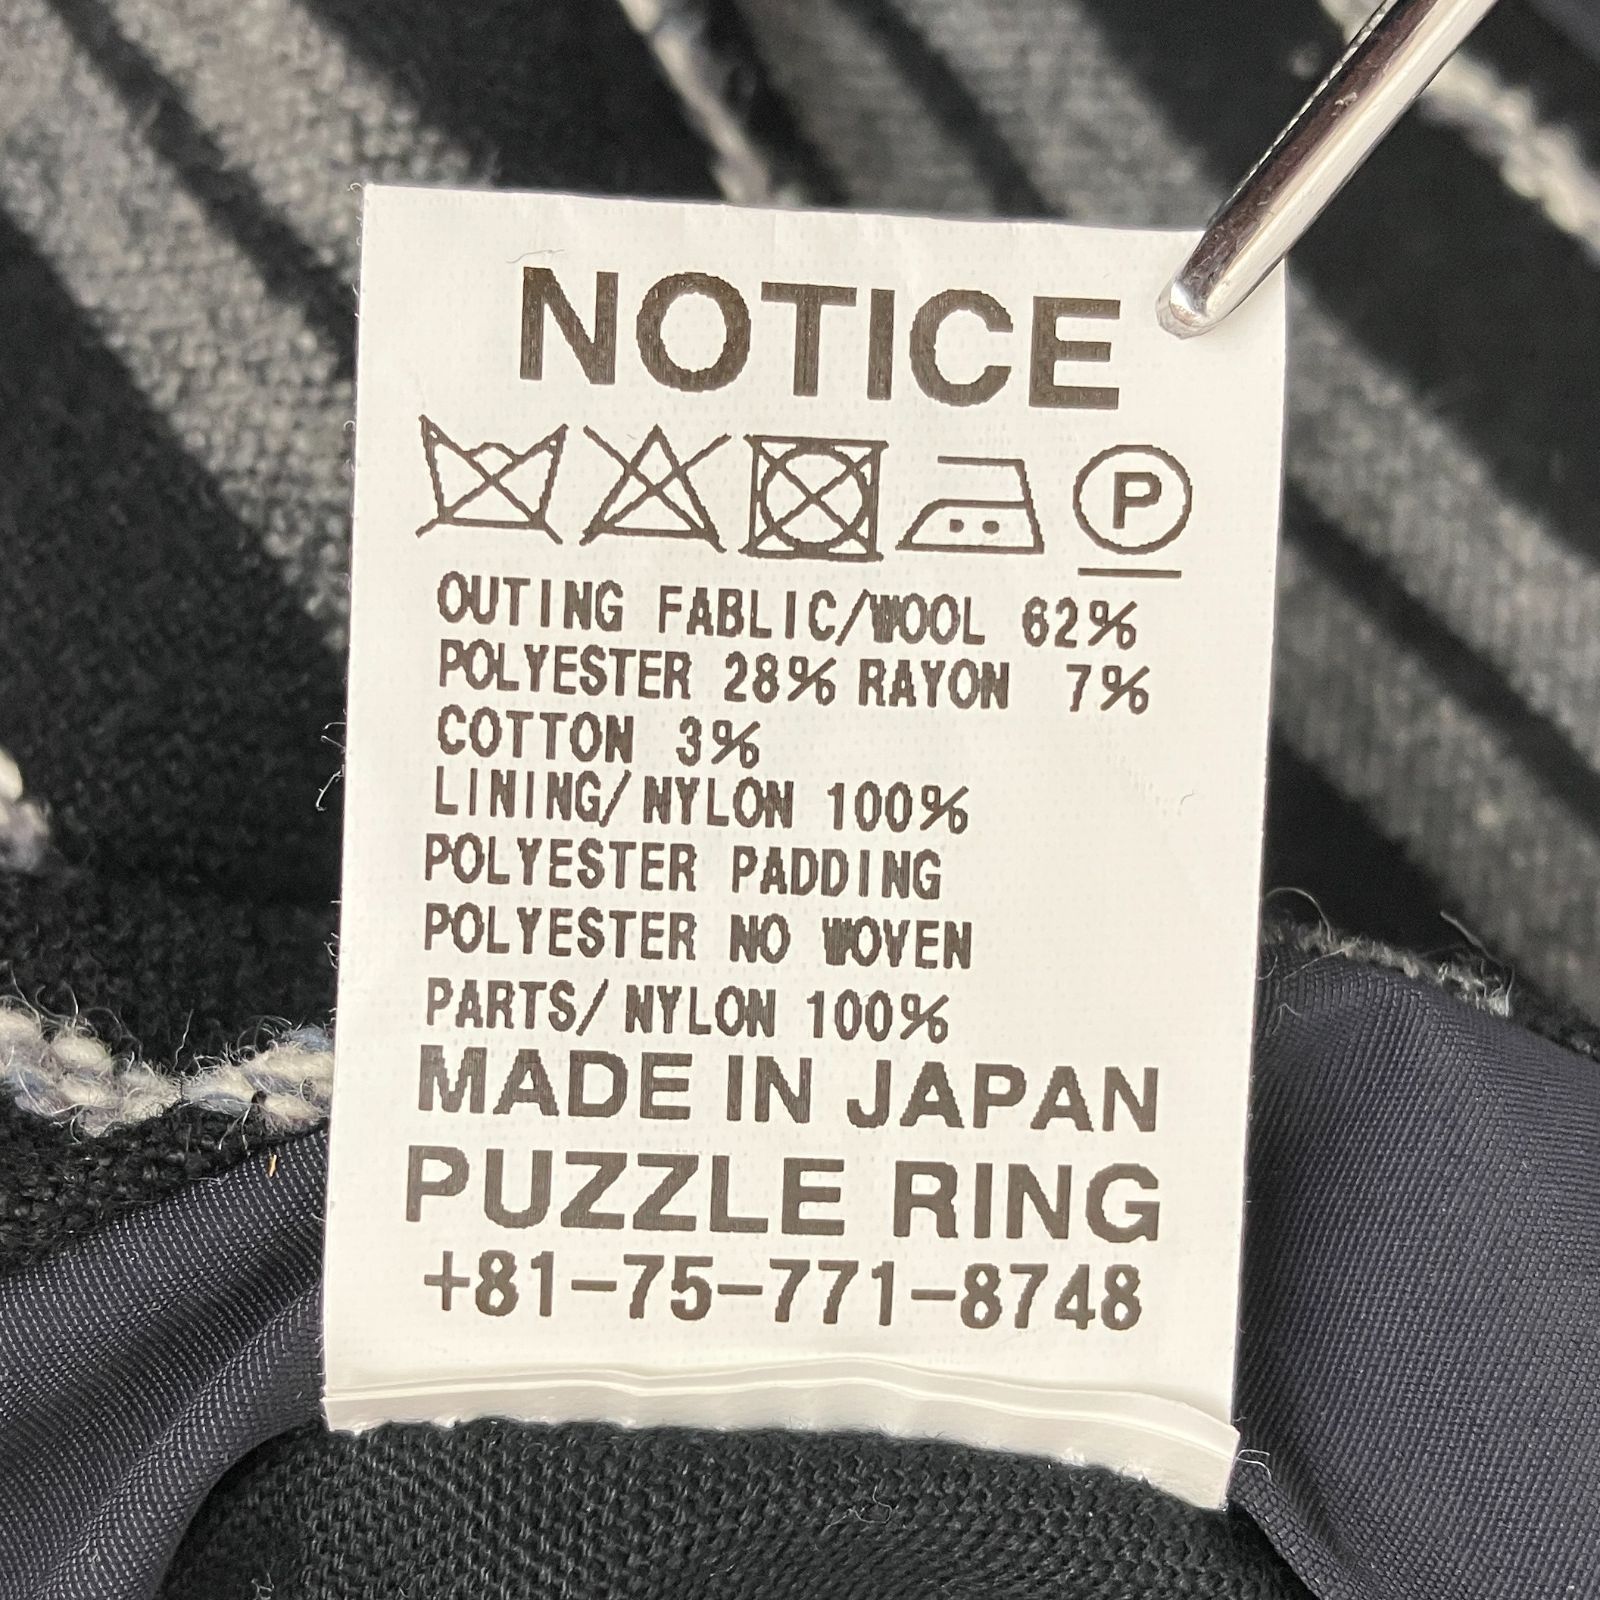 NOTICE
P
OUTING FABLIC/WOOL 62%
POLYESTER 28% RAYON 7%
COTTON 3%
LINING/NYLON 100%
POLYESTER PADDING
POLYESTER NO WOVEN
PARTS/NYLON 100%
MADE IN JAPAN
PUZZLE RING
+81-75-771-8748